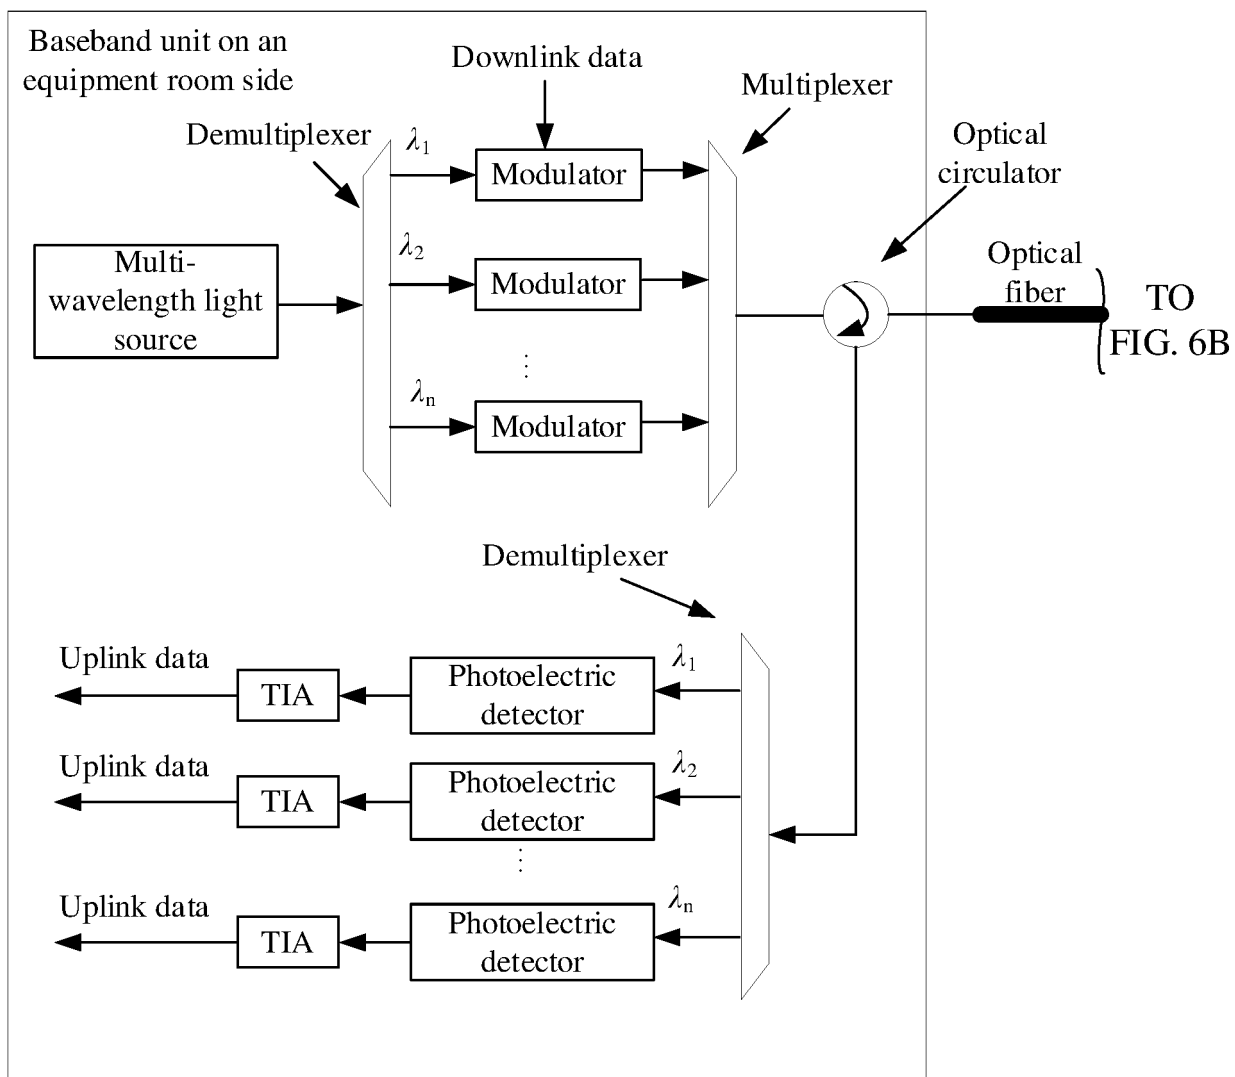 Baseband unit on an
equipment room side
Downlink data
Multiplexer
Demultiplexer
λ1
Modulator
Optical
circulator
λ2
Modulator
Multi-
wavelength light
source
Optical
fiber
TO
FIG. 6B
⋮
λn
Modulator
Demultiplexer
Uplink data
TIA
Photoelectric
detector
λ1
Uplink data
TIA
Photoelectric
detector
λ2
⋮
Uplink data
TIA
Photoelectric
detector
λn